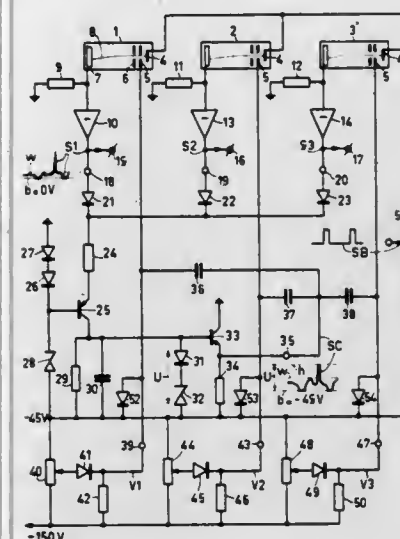 8 1 2 3
7 6 5 4 5 4 5
9 11 12
10 13 14
S1 15 S2 16 S3 17
w
b=0V 18 19 20
21 22 23
SB
27 24
26 36
25 37 38
33 35
28 31 34 SC
29 30 52 U 32 53 U w h 54
b=-45V
-45V
40 41 39 44 43 48 47
42 V1 45 46 V2 49 50 V3
-150V